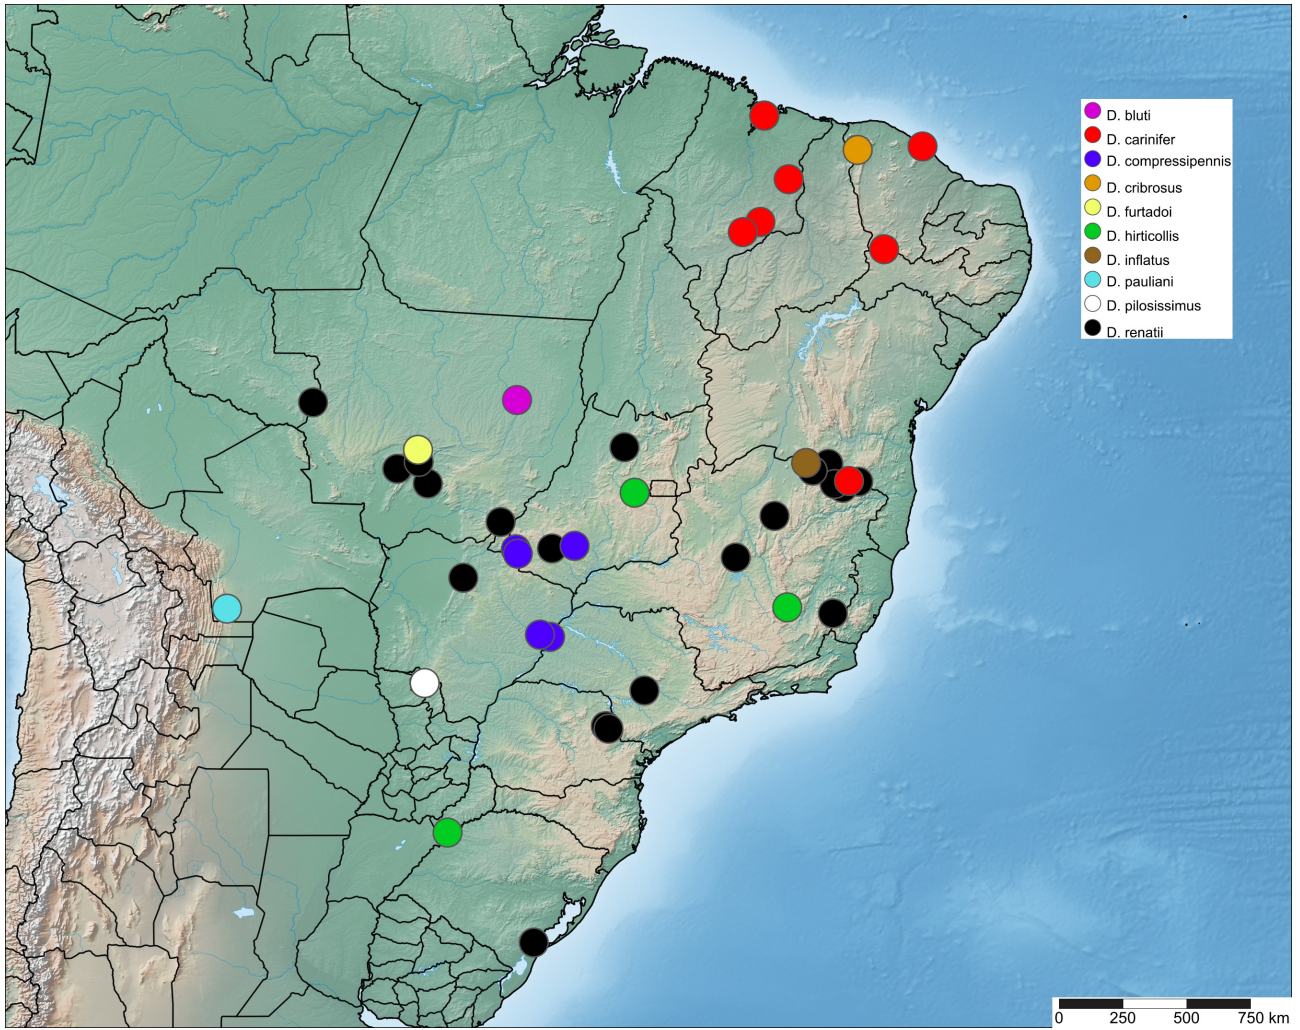 D. bluti
D. carinifer
D. compressipennis
D. cribrosus
D. furtadoi
D. hirticollis
D. inflatus
D. pauliani
D. pilosissimus
D. renatii
0 250 500 750 km